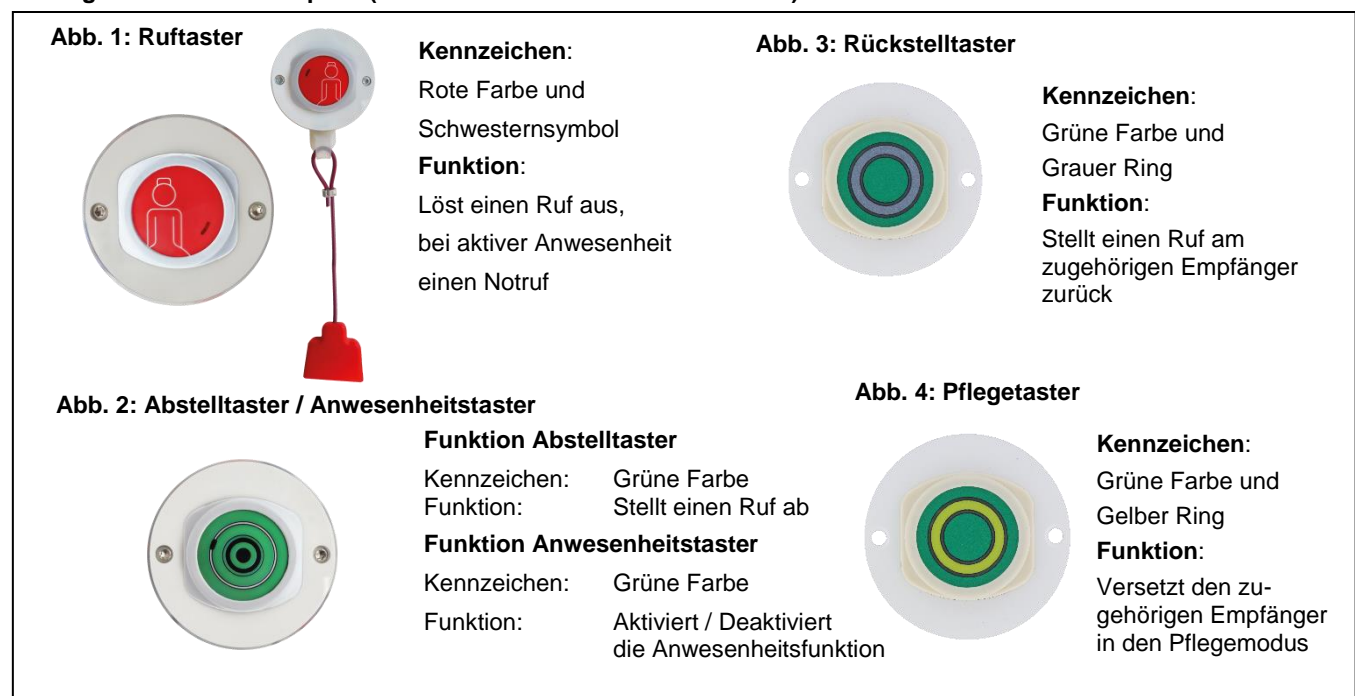 Abb. 1: Ruftaster
Kennzeichen:
Rote Farbe und
Schwesternsymbol
Funktion:
Löst einen Ruf aus,
bei aktiver Anwesenheit
einen Notruf
Abb. 3: Rückstelltaster
Kennzeichen:
Grüne Farbe und
Grauer Ring
Funktion:
Stellt einen Ruf am
zugehörigen Empfänger
zurück
Abb. 2: Abstelltaster / Anwesenheitstaster
Funktion Abstelltaster
Kennzeichen: Grüne Farbe
Funktion: Stellt einen Ruf ab
Funktion Anwesenheitstaster
Kennzeichen: Grüne Farbe
Funktion: Aktiviert / Deaktiviert
die Anwesenheitsfunktion
Abb. 4: Pflegetaster
Kennzeichen:
Grüne Farbe und
Gelber Ring
Funktion:
Versetzt den zu-
gehörigen Empfänger
in den Pflegemodus